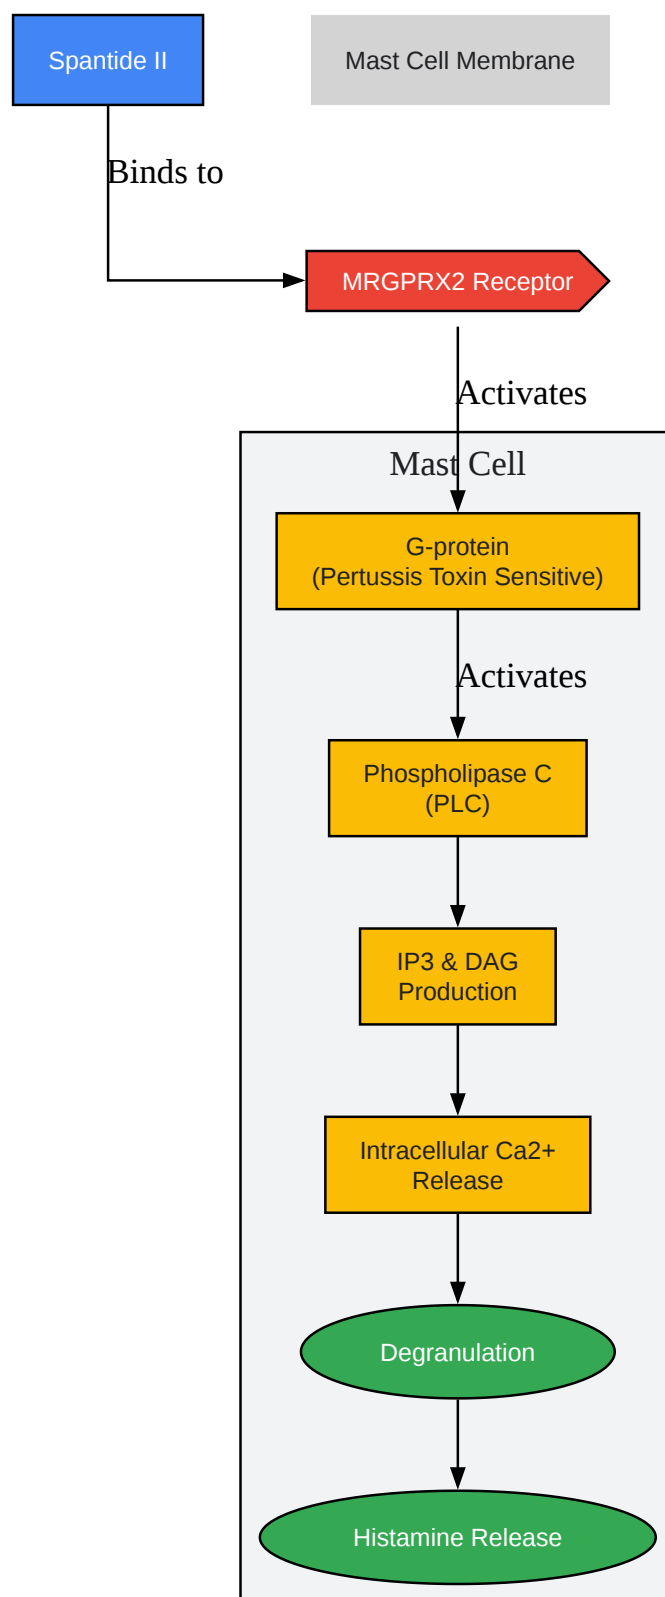 Spantide II
Mast Cell Membrane
Binds to
MRGPRX2 Receptor
Activates
Mast Cell
G-protein
(Pertussis Toxin Sensitive)
Activates
Phospholipase C
(PLC)
IP3 & DAG
Production
Intracellular Ca2+
Release
Degranulation
Histamine Release